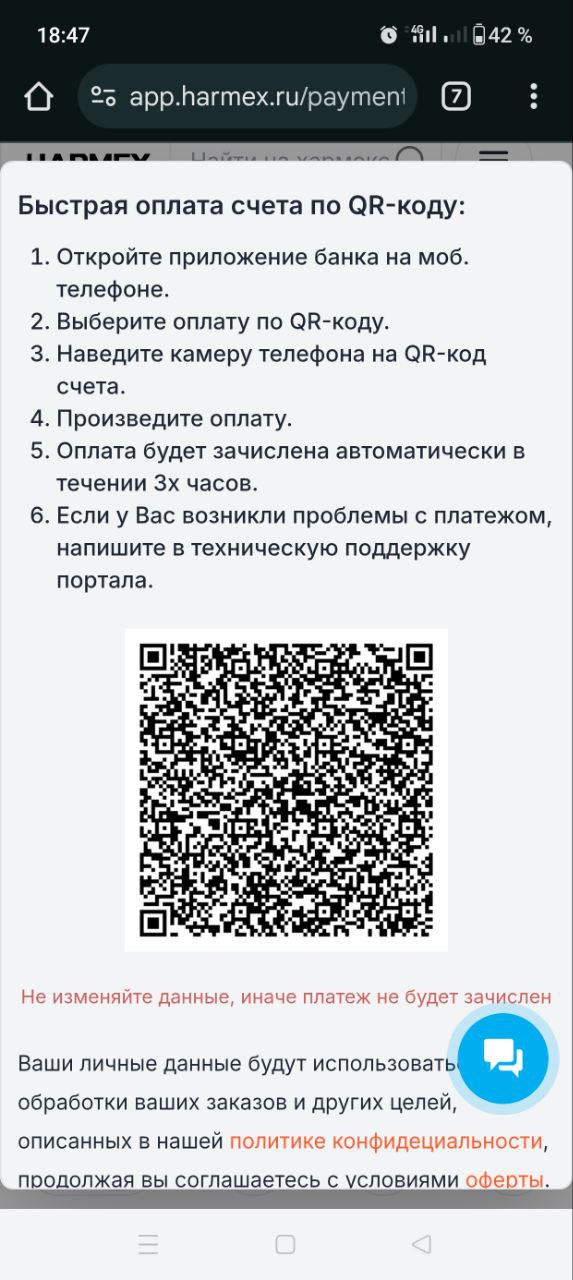 18:47
4G
42 %
app.harmex.ru/payment
7
HARMEX
Найти на хармекс
Быстрая оплата счета по QR-коду:
1. Откройте приложение банка на моб.
телефоне.
2. Выберите оплату по QR-коду.
3. Наведите камеру телефона на QR-код
счета.
4. Произведите оплату.
5. Оплата будет зачислена автоматически в
течении 3х часов.
6. Если у Вас возникли проблемы с платежом,
напишите в техническую поддержку
портала.
Не изменяйте данные, иначе платеж не будет зачислен
Ваши личные данные будут использовать
обработки ваших заказов и других целей,
описанных в нашей политике конфидециальности,
продолжая вы соглашаетесь с условиями оферты.